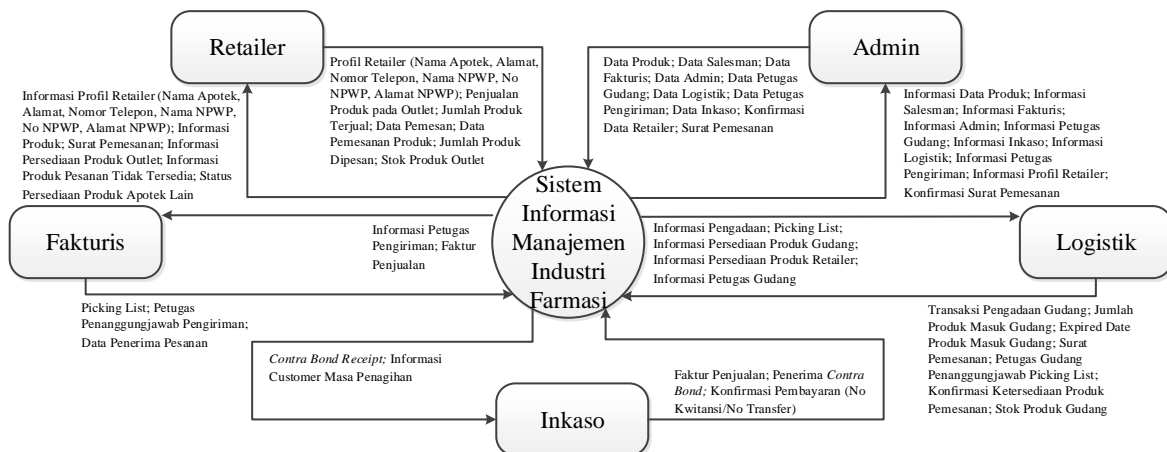 Retailer
Admin
Informasi Profil Retailer (Nama Apotek,
Alamat, Nomor Telepon, Nama NPWP,
No NPWP, Alamat NPWP); Informasi
Produk; Surat Pemesanan; Informasi
Persediaan Produk Outlet; Informasi
Produk Pesanan Tidak Tersedia; Status
Persediaan Produk Apotek Lain
Profil Retailer (Nama Apotek, Alamat,
Nomor Telepon, Nama NPWP, No
NPWP, Alamat NPWP); Penjualan
Produk pada Outlet; Jumlah Produk
Terjual; Data Pemesan; Data
Pemesanan Produk; Jumlah Produk
Dipesan; Stok Produk Outlet
Data Produk; Data Salesman; Data
Fakturis; Data Admin; Data Petugas
Gudang; Data Logistik; Data Petugas
Pengiriman; Data Inkaso; Konfirmasi
Data Retailer; Surat Pemesanan
Informasi Data Produk; Informasi
Salesman; Informasi Fakturis;
Informasi Admin; Informasi Petugas
Gudang; Informasi Inkaso; Informasi
Logistik; Informasi Petugas
Pengiriman; Informasi Profil Retailer;
Konfirmasi Surat Pemesanan
Sistem
Informasi
Manajemen
Industri
Farmasi
Fakturis
Informasi Petugas
Pengiriman; Faktur
Penjualan
Informasi Pengadaan; Picking List;
Informasi Persediaan Produk Gudang;
Informasi Persediaan Produk Retailer;
Informasi Petugas Gudang
Logistik
Picking List; Petugas
Penanggungjawab Pengiriman;
Data Penerima Pesanan
Transaksi Pengadaan Gudang; Jumlah
Produk Masuk Gudang; Expired Date
Produk Masuk Gudang; Surat
Pemesanan; Petugas Gudang
Penanggungjawab Picking List;
Konfirmasi Ketersediaan Produk
Pemesanan; Stok Produk Gudang
Contra Bond Receipt; Informasi
Customer Masa Penagihan
Faktur Penjualan; Penerima Contra
Bond; Konfirmasi Pembayaran (No
Kwitansi/No Transfer)
Inkaso